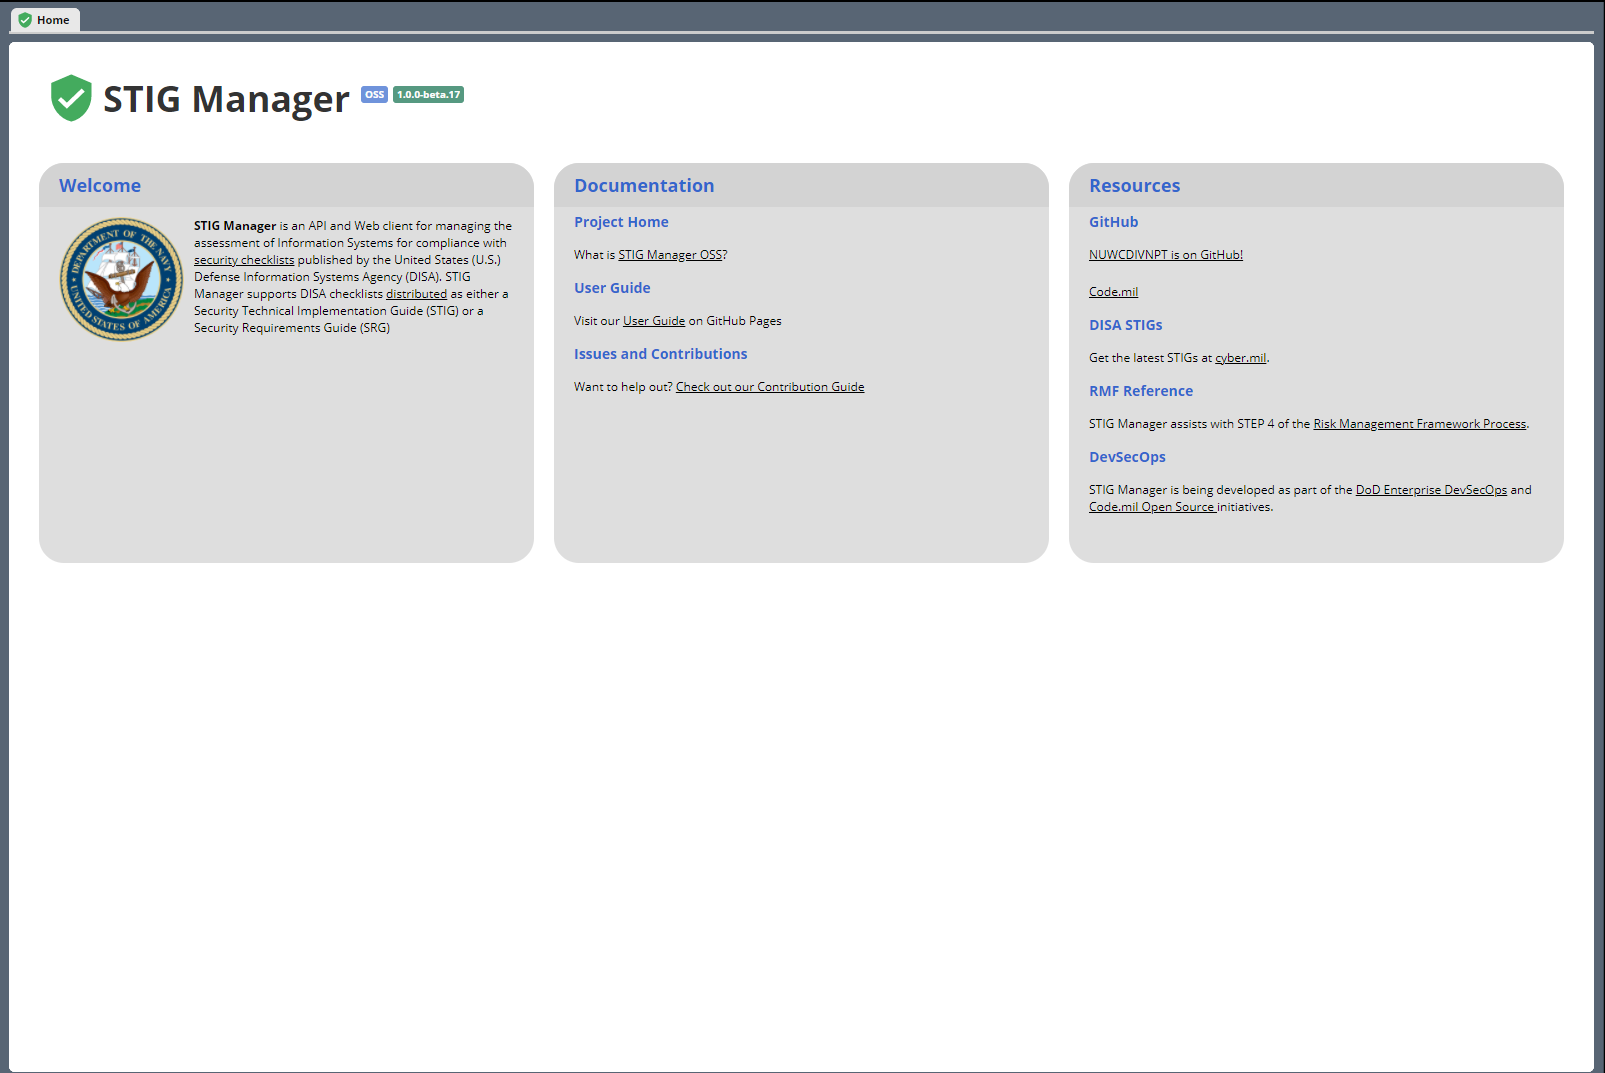 Home
STIG Manager OSS 1.0.0-beta.17
Welcome
DEPARTMENT OF THE NAVY
UNITED STATES OF AMERICA
STIG Manager is an API and Web client for managing the
assessment of Information Systems for compliance with
security checklists published by the United States (U.S.)
Defense Information Systems Agency (DISA). STIG
Manager supports DISA checklists distributed as either a
Security Technical Implementation Guide (STIG) or a
Security Requirements Guide (SRG)
Documentation
Project Home
What is STIG Manager OSS?
User Guide
Visit our User Guide on GitHub Pages
Issues and Contributions
Want to help out? Check out our Contribution Guide
Resources
GitHub
NUWCDIVNPT is on GitHub!
Code.mil
DISA STIGs
Get the latest STIGs at cyber.mil.
RMF Reference
STIG Manager assists with STEP 4 of the Risk Management Framework Process.
DevSecOps
STIG Manager is being developed as part of the DoD Enterprise DevSecOps and
Code.mil Open Source initiatives.